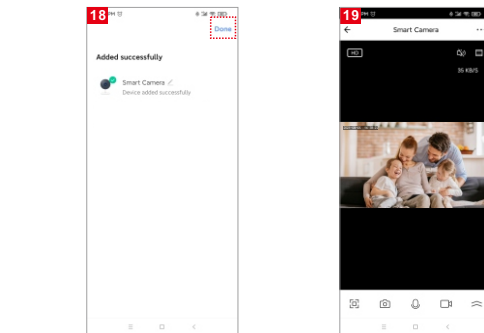 18
Done
Added successfully
Smart Camera
Device added successfully
19
Smart Camera
HD
35 KB/S